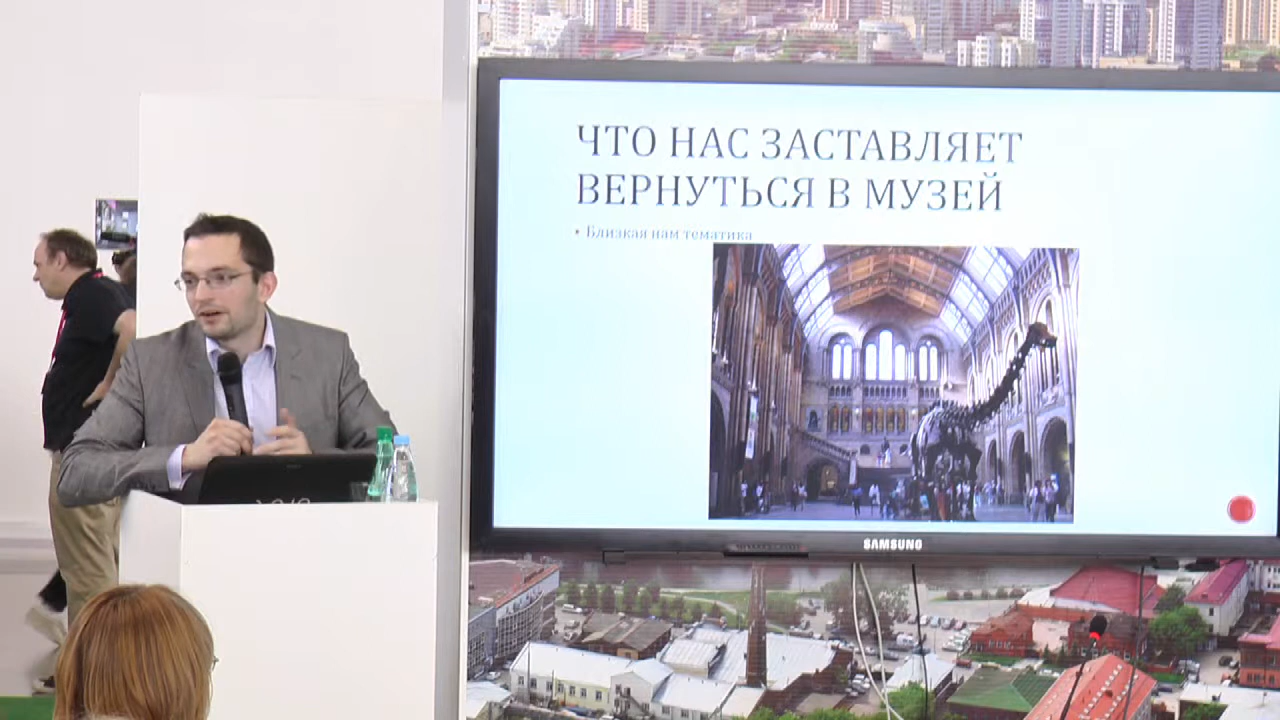 ЧТО НАС ЗАСТАВЛЯЕТ
ВЕРНУТЬСЯ В МУЗЕЙ
• Близкая нам тематика
SAMSUNG